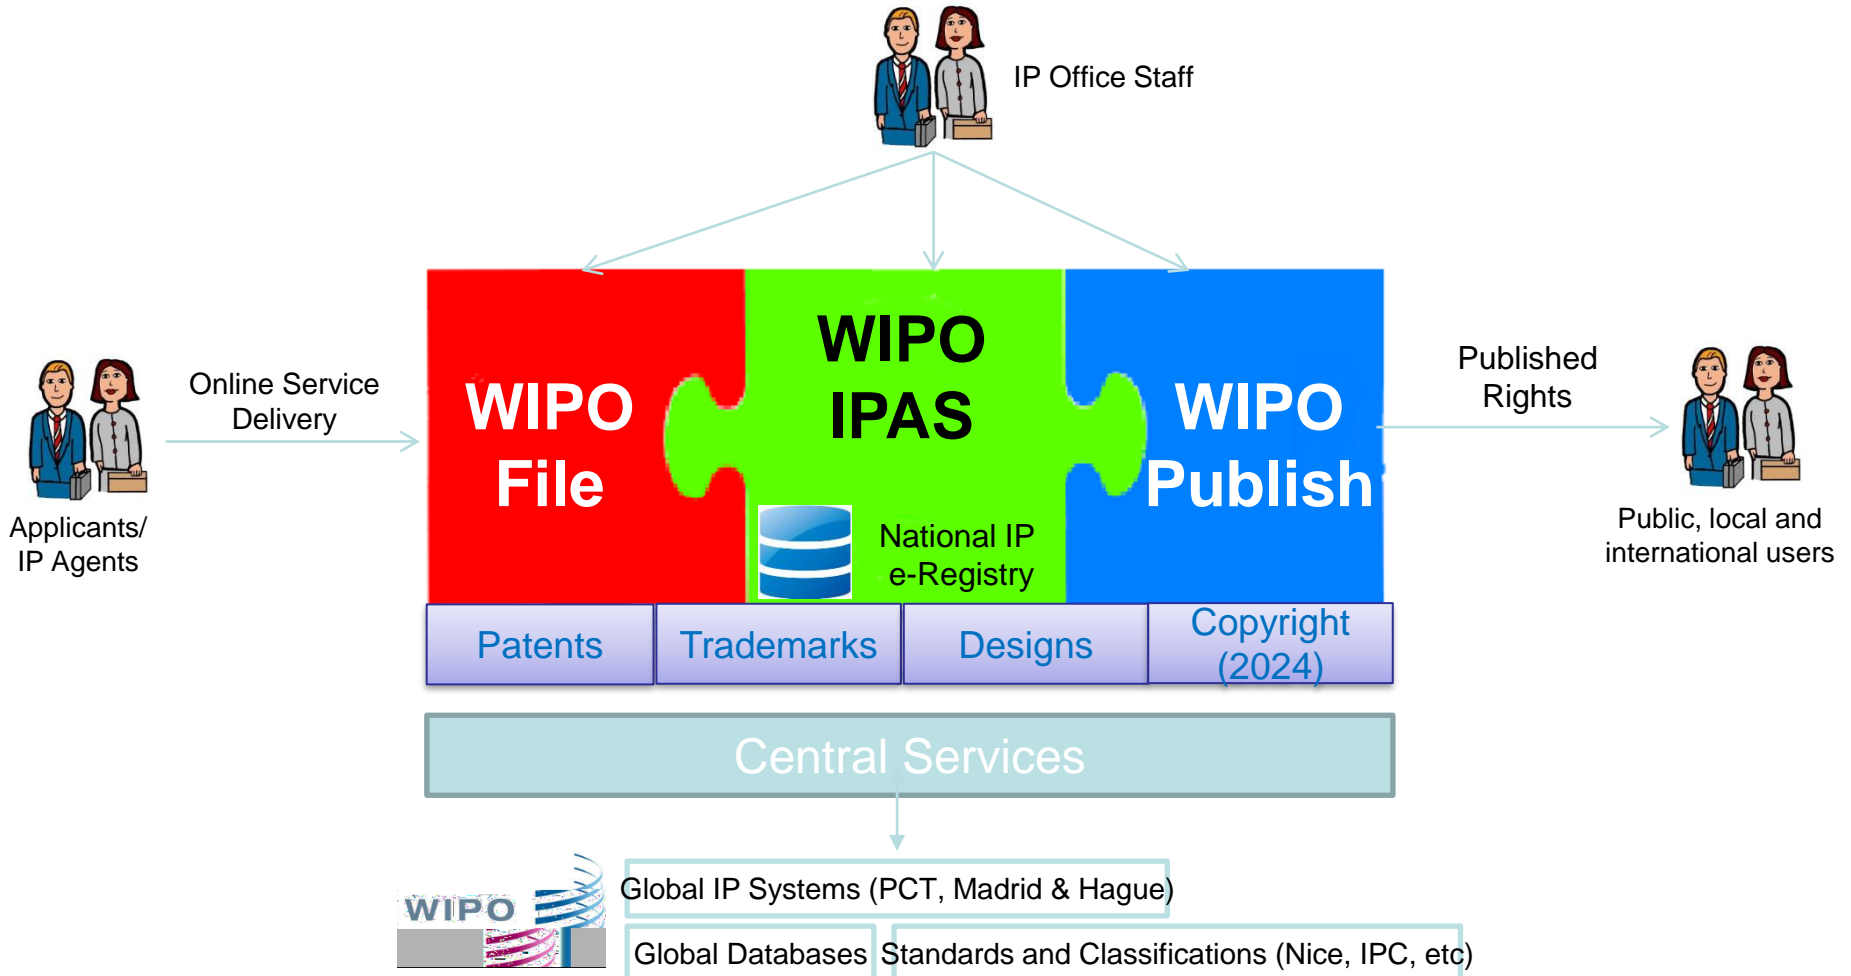 IP Office Staff
WIPO
File
WIPO
IPAS
WIPO
Publish
Online Service
Delivery
Published
Rights
Applicants/
IP Agents
National IP
e-Registry
Public, local and
international users
Patents
Trademarks
Designs
Copyright
(2024)
Central Services
WIPO
Global IP Systems (PCT, Madrid & Hague)
Global Databases
Standards and Classifications (Nice, IPC, etc)